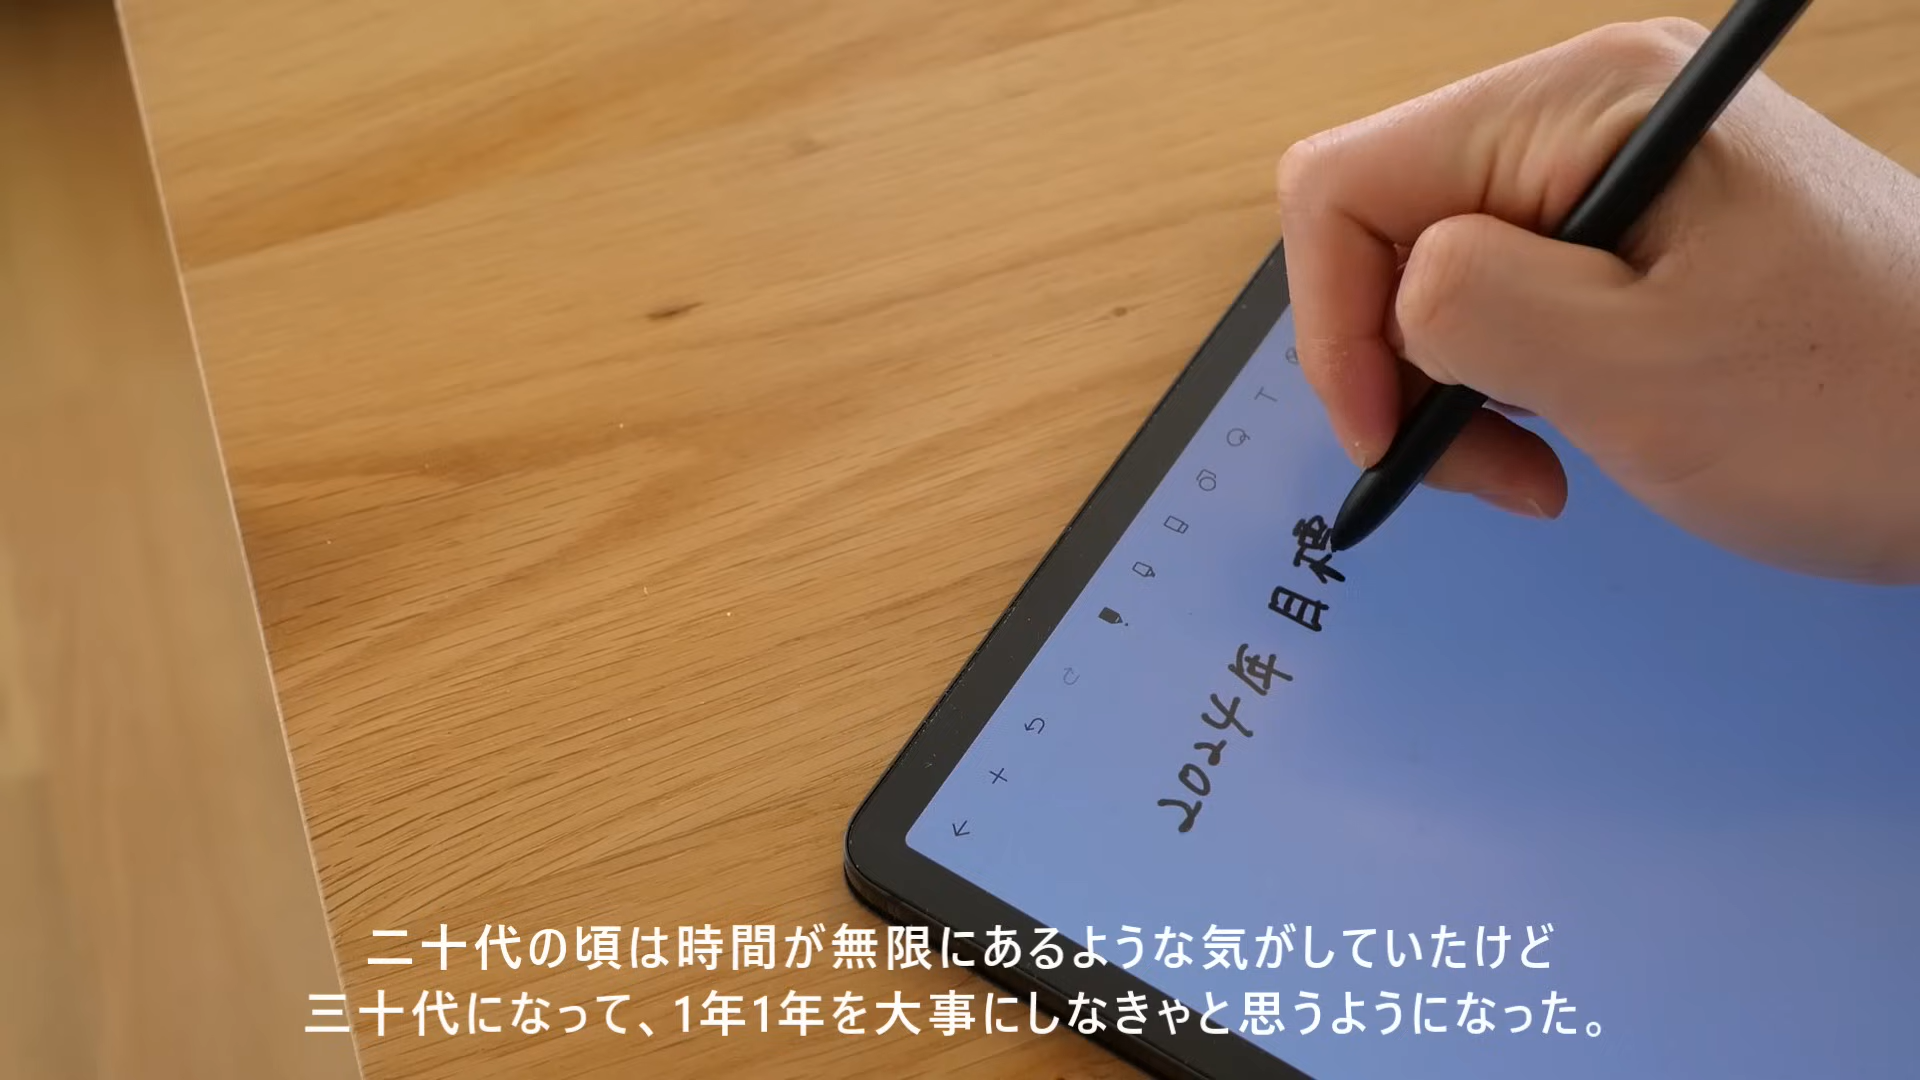 2024年 目標
二十代の頃は時間が無限にあるような気がしていたけど
三十代になって、1年1年を大事にしなきゃと思うようになった。